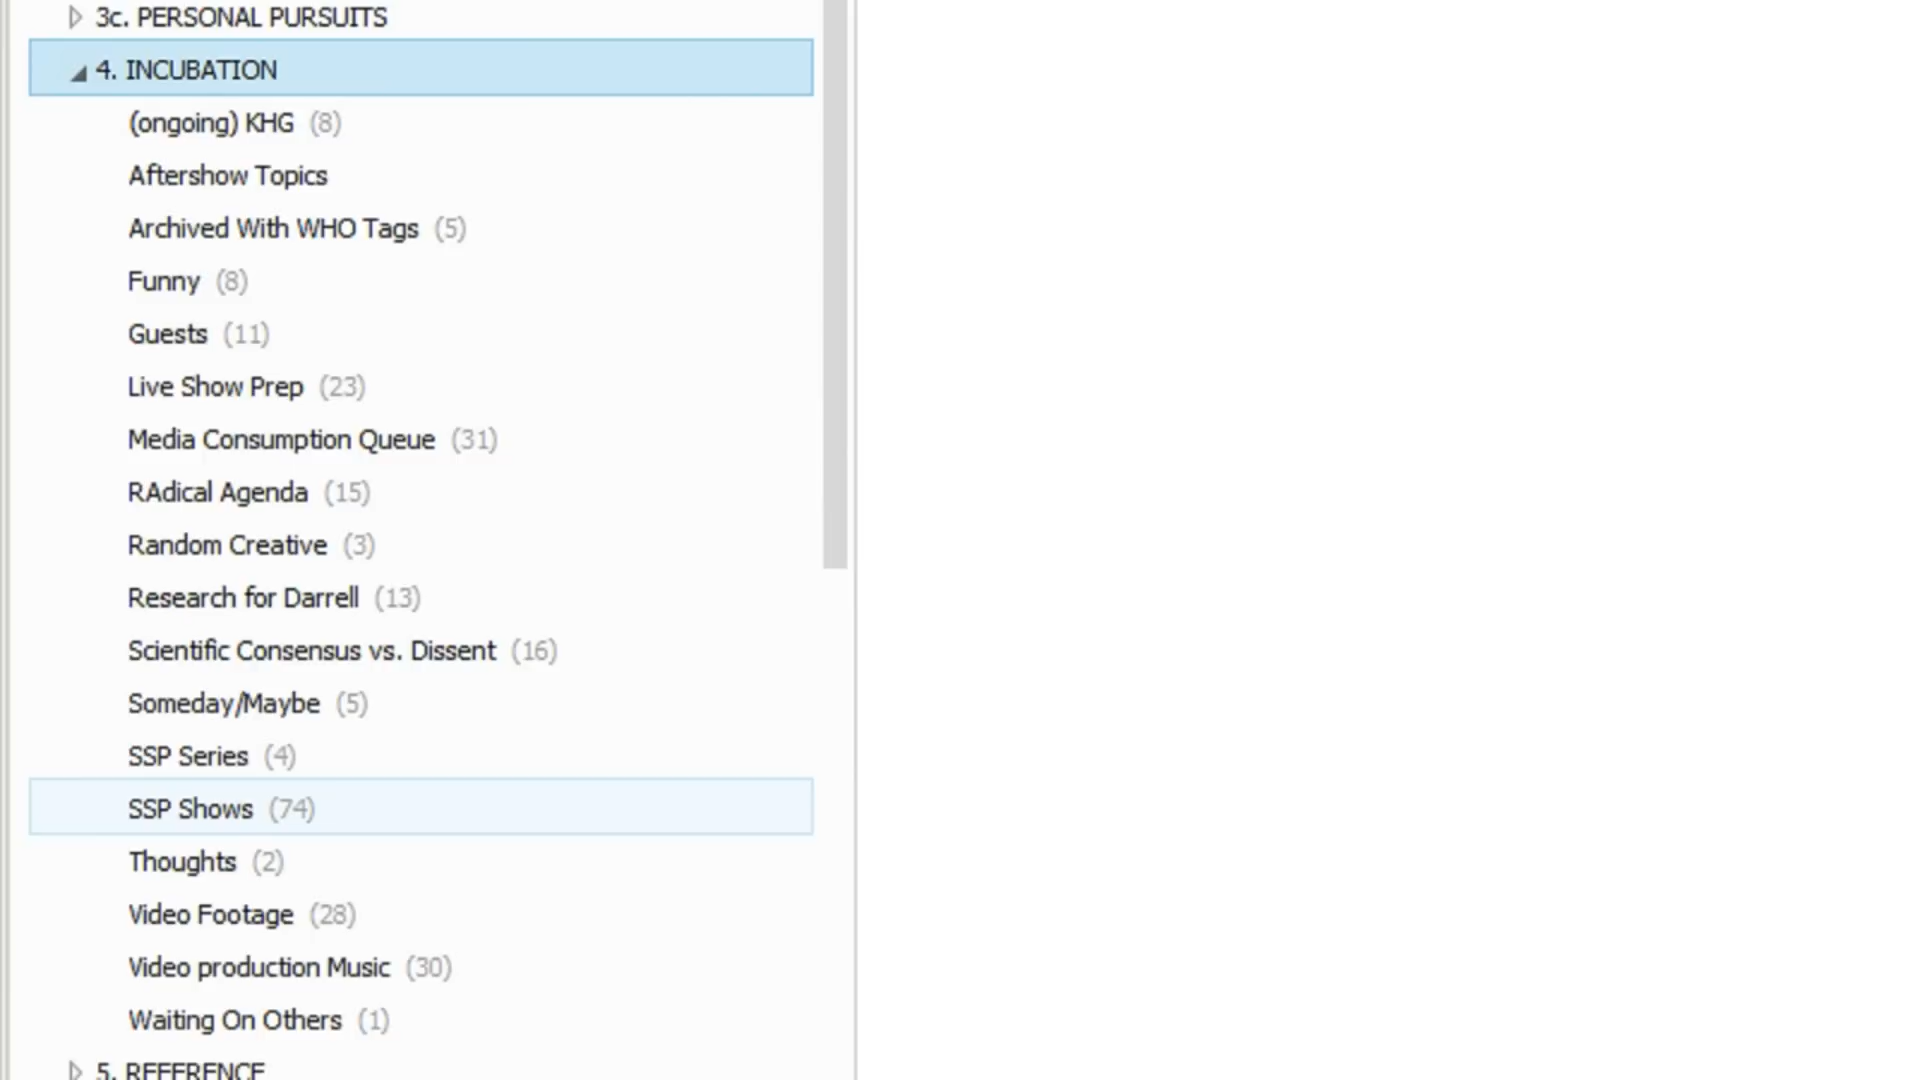 3c. PERSONAL PURSUITS
4. INCUBATION
(ongoing) KHG (8)
Aftershow Topics
Archived With WHO Tags (5)
Funny (8)
Guests (11)
Live Show Prep (23)
Media Consumption Queue (31)
RAdical Agenda (15)
Random Creative (3)
Research for Darrell (13)
Scientific Consensus vs. Dissent (16)
Someday/Maybe (5)
SSP Series (4)
SSP Shows (74)
Thoughts (2)
Video Footage (28)
Video production Music (30)
Waiting On Others (1)
5. REFERENCE